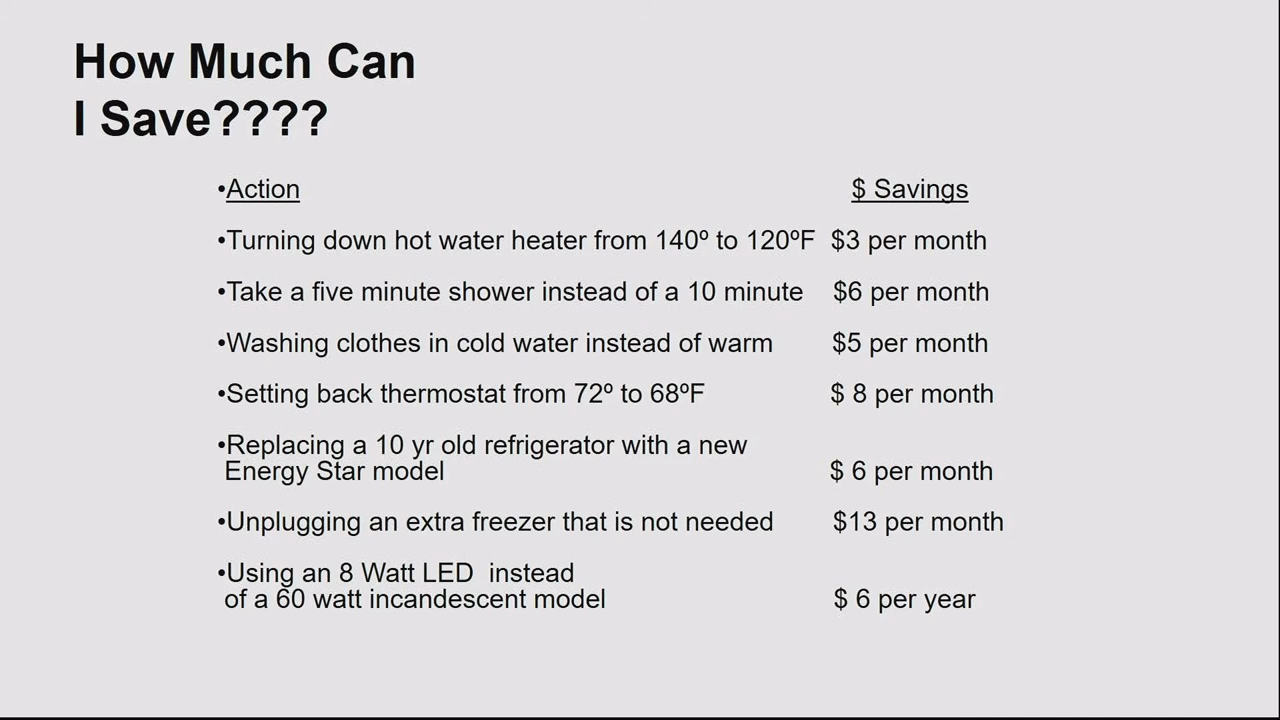 How Much Can
I Save????
•Action $ Savings
•Turning down hot water heater from 140º to 120ºF $3 per month
•Take a five minute shower instead of a 10 minute $6 per month
•Washing clothes in cold water instead of warm $5 per month
•Setting back thermostat from 72º to 68ºF $ 8 per month
•Replacing a 10 yr old refrigerator with a new
Energy Star model $ 6 per month
•Unplugging an extra freezer that is not needed $13 per month
•Using an 8 Watt LED  instead
of a 60 watt incandescent model $ 6 per year